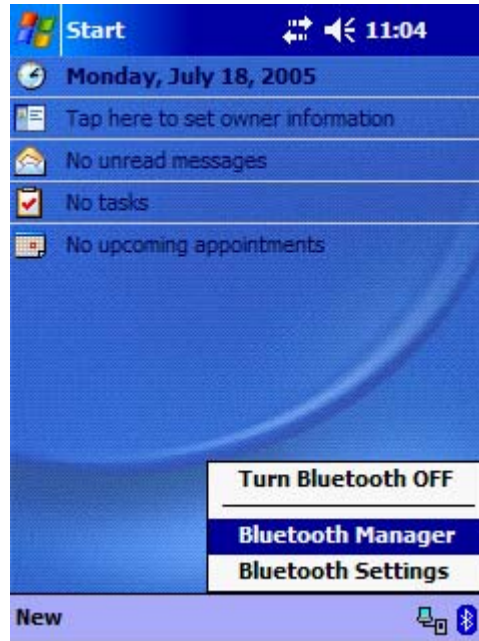 Start 11:04
Monday, July 18, 2005
Tap here to set owner information
No unread messages
No tasks
No upcoming appointments
Turn Bluetooth OFF
Bluetooth Manager
Bluetooth Settings
New